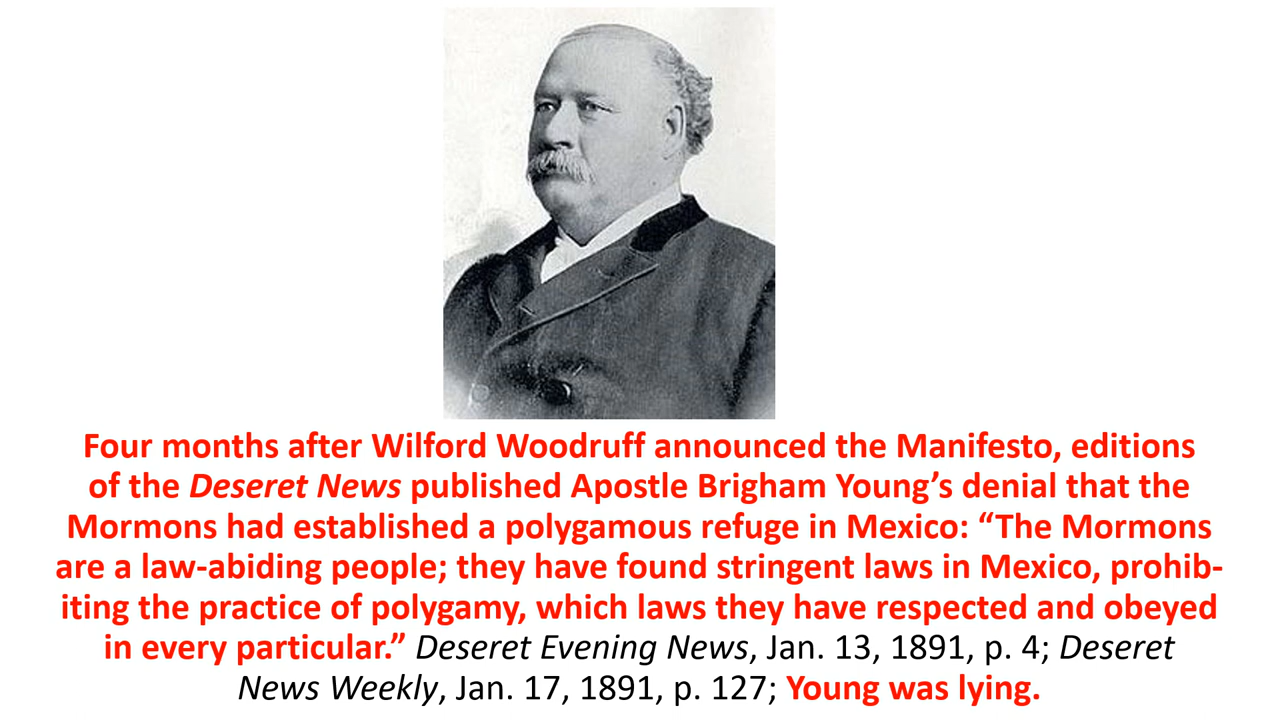 Four months after Wilford Woodruff announced the Manifesto, editions
of the Deseret News published Apostle Brigham Young’s denial that the
Mormons had established a polygamous refuge in Mexico: “The Mormons
are a law-abiding people; they have found stringent laws in Mexico, prohib-
iting the practice of polygamy, which laws they have respected and obeyed
in every particular.” Deseret Evening News, Jan. 13, 1891, p. 4; Deseret
News Weekly, Jan. 17, 1891, p. 127; Young was lying.